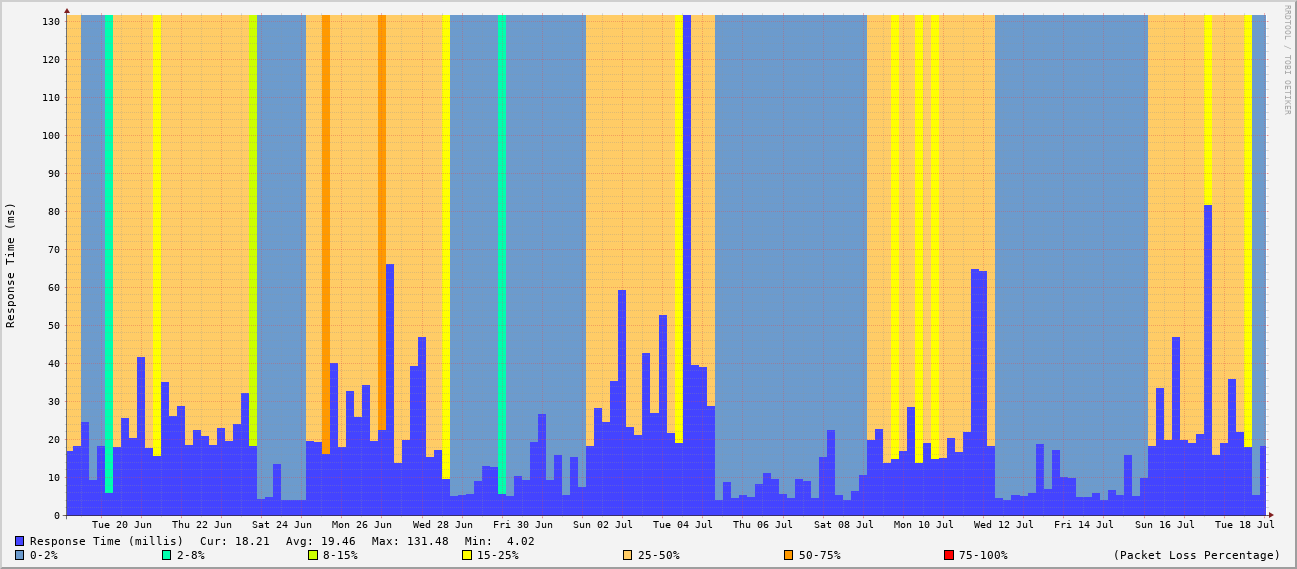 RRDTOOL / TOBI OETIKER
Response Time (ms)
130
120
110
100
90
80
70
60
50
40
30
20
10
0
Tue 20 Jun Thu 22 Jun Sat 24 Jun Mon 26 Jun Wed 28 Jun Fri 30 Jun Sun 02 Jul Tue 04 Jul Thu 06 Jul Sat 08 Jul Mon 10 Jul Wed 12 Jul Fri 14 Jul Sun 16 Jul Tue 18 Jul
Response Time (millis) Cur: 18.21 Avg: 19.46 Max: 131.48 Min: 4.02
0-2% 2-8% 8-15% 15-25% 25-50% 50-75% 75-100% (Packet Loss Percentage)